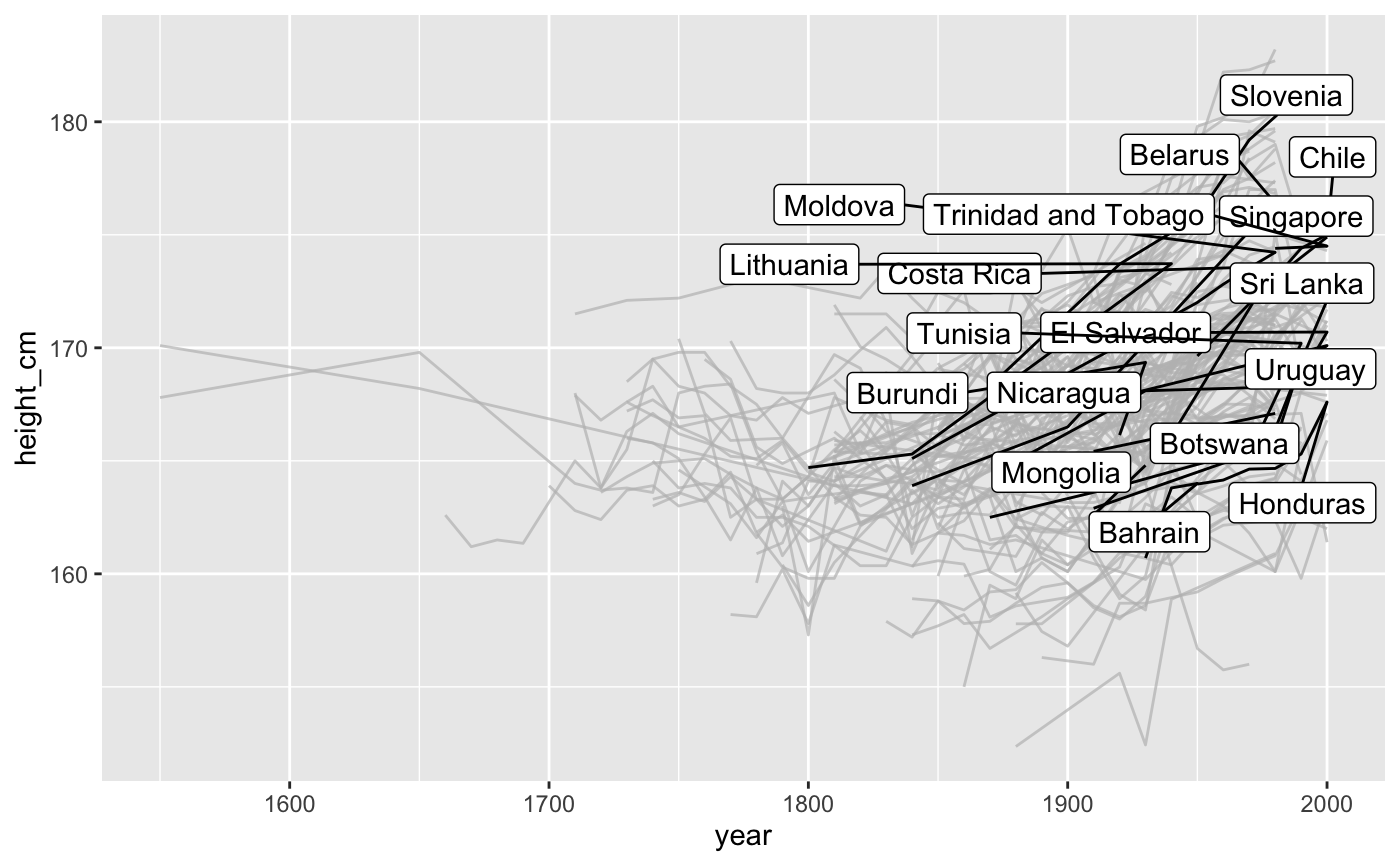 Slovenia
Belarus
Chile
Moldova
Trinidad and Tobago
Singapore
Lithuania
Costa Rica
Sri Lanka
Tunisia
El Salvador
Uruguay
Burundi
Nicaragua
Botswana
Mongolia
Honduras
Bahrain
180
170
160
height_cm
1600
1700
1800
1900
2000
year